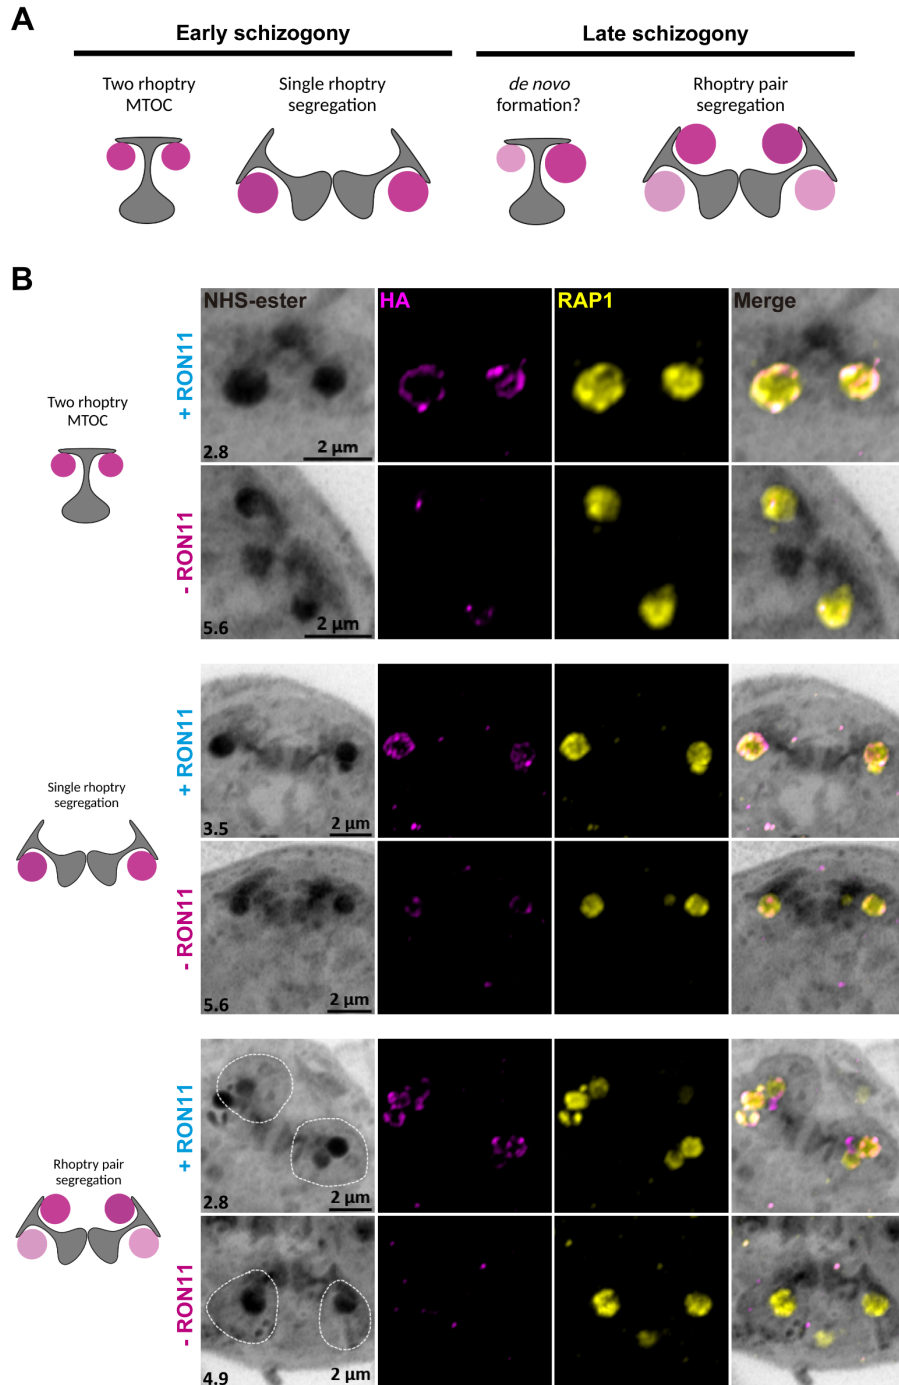 A
Early schizogony
Late schizogony
Two rhoptry
MTOC
Single rhoptry
segregation
de novo
formation?
Rhoptry pair
segregation
B
NHS-ester
HA
RAP1
Merge
Two rhoptry
MTOC
+ RON11
2.8
2 µm
- RON11
5.6
2 µm
Single rhoptry
segregation
+ RON11
3.5
2 µm
- RON11
5.6
2 µm
Rhoptry pair
segregation
+ RON11
2.8
2 µm
- RON11
4.9
2 µm